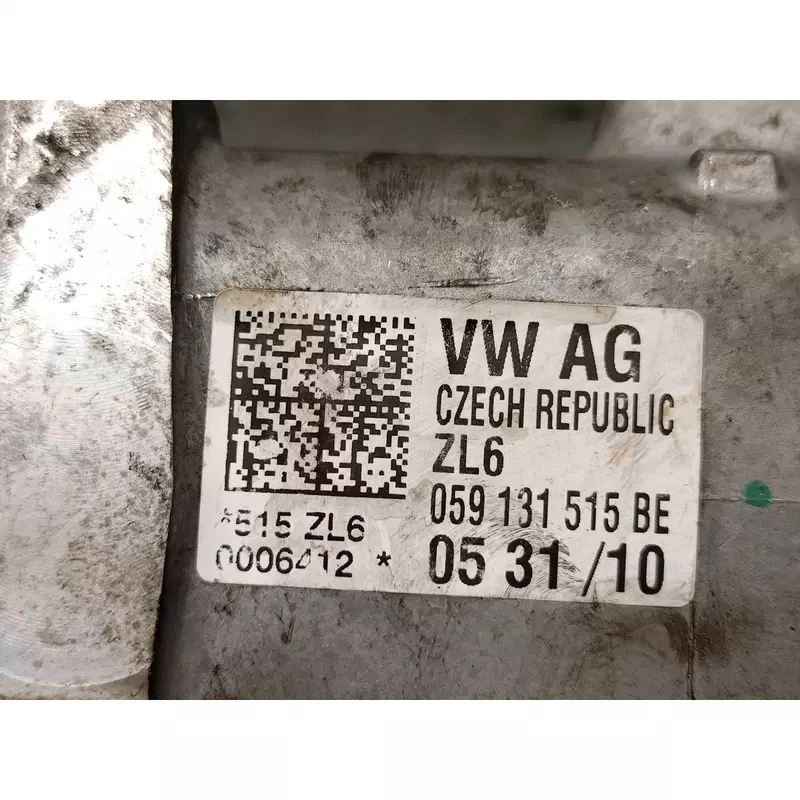 VW AG
CZECH REPUBLIC
ZL6
059 131 515 BE
05 31 /10
*515 ZL6
0006412 *